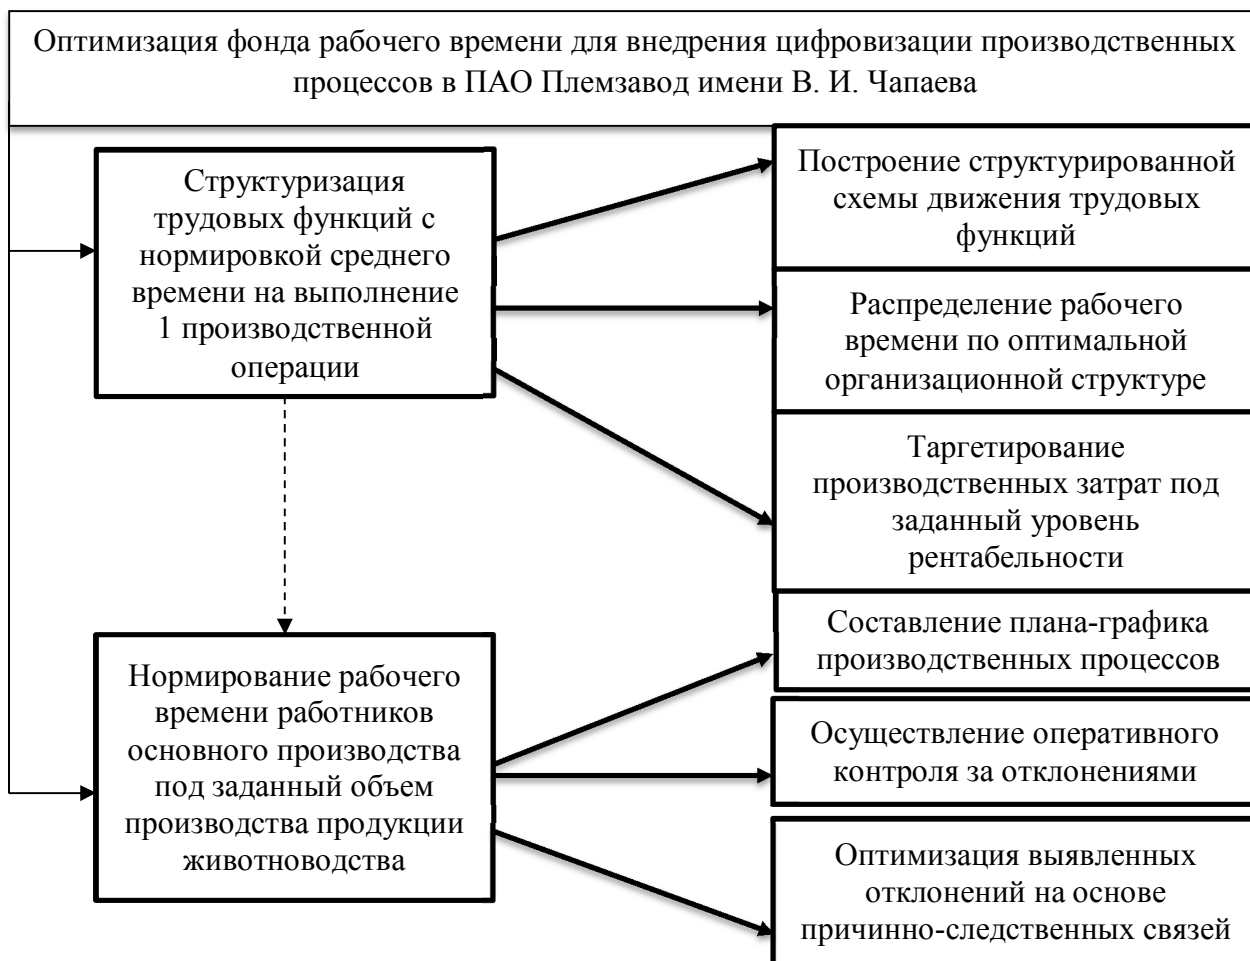 Оптимизация фонда рабочего времени для внедрения цифровизации производственных
процессов в ПАО Племзавод имени В. И. Чапаева
Структуризация
трудовых функций с
нормировкой среднего
времени на выполнение
1 производственной
операции
Построение структурированной
схемы движения трудовых
функций
Распределение рабочего
времени по оптимальной
организационной структуре
Таргетирование
производственных затрат под
заданный уровень
рентабельности
Нормирование рабочего
времени работников
основного производства
под заданный объем
производства продукции
животноводства
Составление плана-графика
производственных процессов
Осуществление оперативного
контроля за отклонениями
Оптимизация выявленных
отклонений на основе
причинно-следственных связей